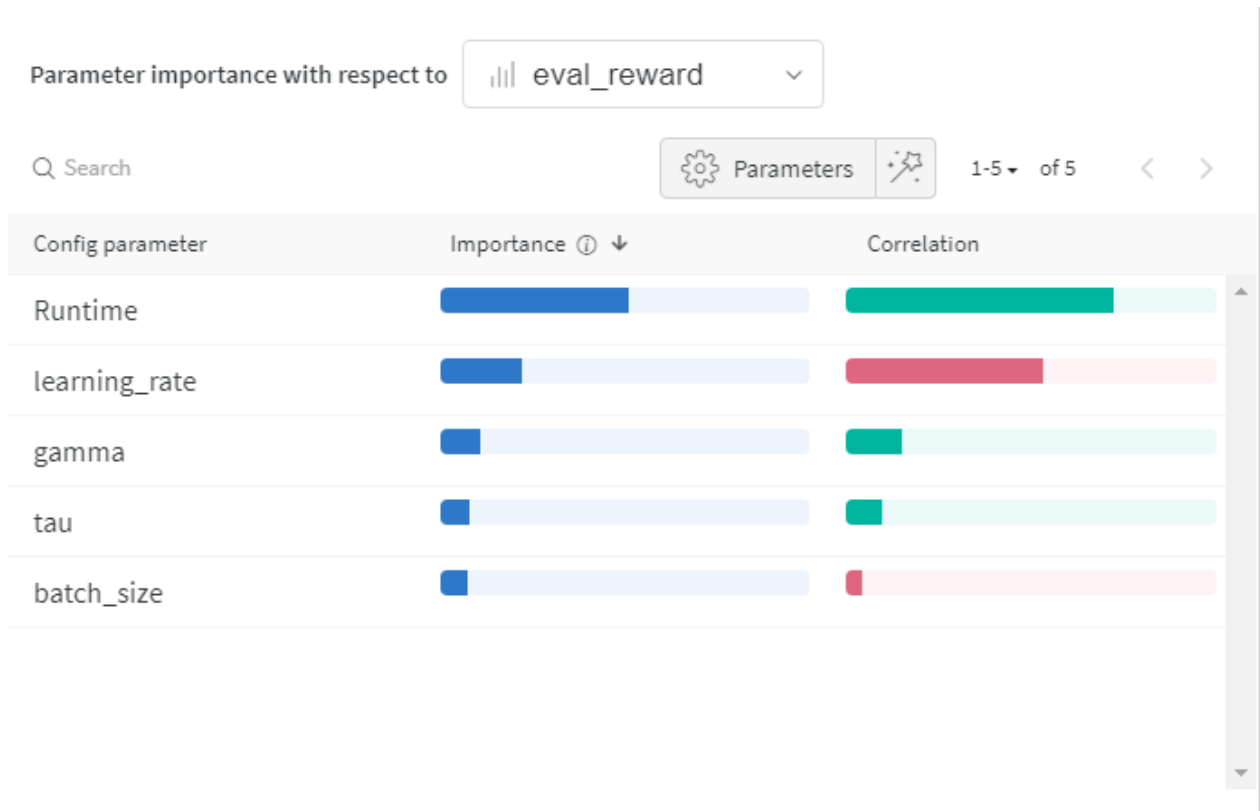 Parameter importance with respect to eval_reward
Search Parameters 1-5 of 5
Config parameter Importance Correlation
Runtime
learning_rate
gamma
tau
batch_size